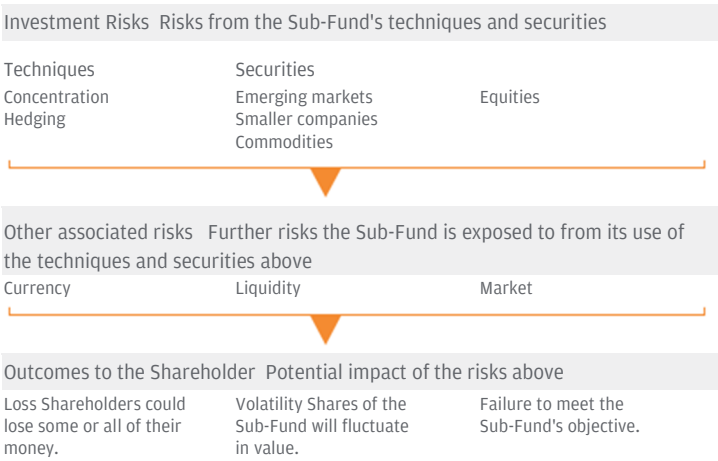 Investment Risks Risks from the Sub-Fund's techniques and securities
Techniques Securities
Concentration Emerging markets Equities
Hedging Smaller companies
Commodities
Other associated risks Further risks the Sub-Fund is exposed to from its use of
the techniques and securities above
Currency Liquidity Market
Outcomes to the Shareholder Potential impact of the risks above
Loss Shareholders could Volatility Shares of the Failure to meet the
lose some or all of their Sub-Fund will fluctuate Sub-Fund's objective.
money. in value.